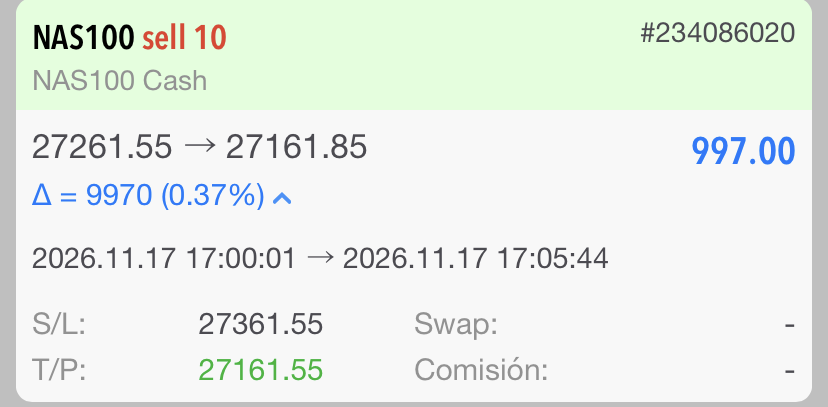 NAS100 sell 10 #234086020
NAS100 Cash
27261.55 → 27161.85 997.00
Δ = 9970 (0.37%)
2026.11.17 17:00:01 → 2026.11.17 17:05:44
S/L: 27361.55 Swap: -
T/P: 27161.55 Comisión: -